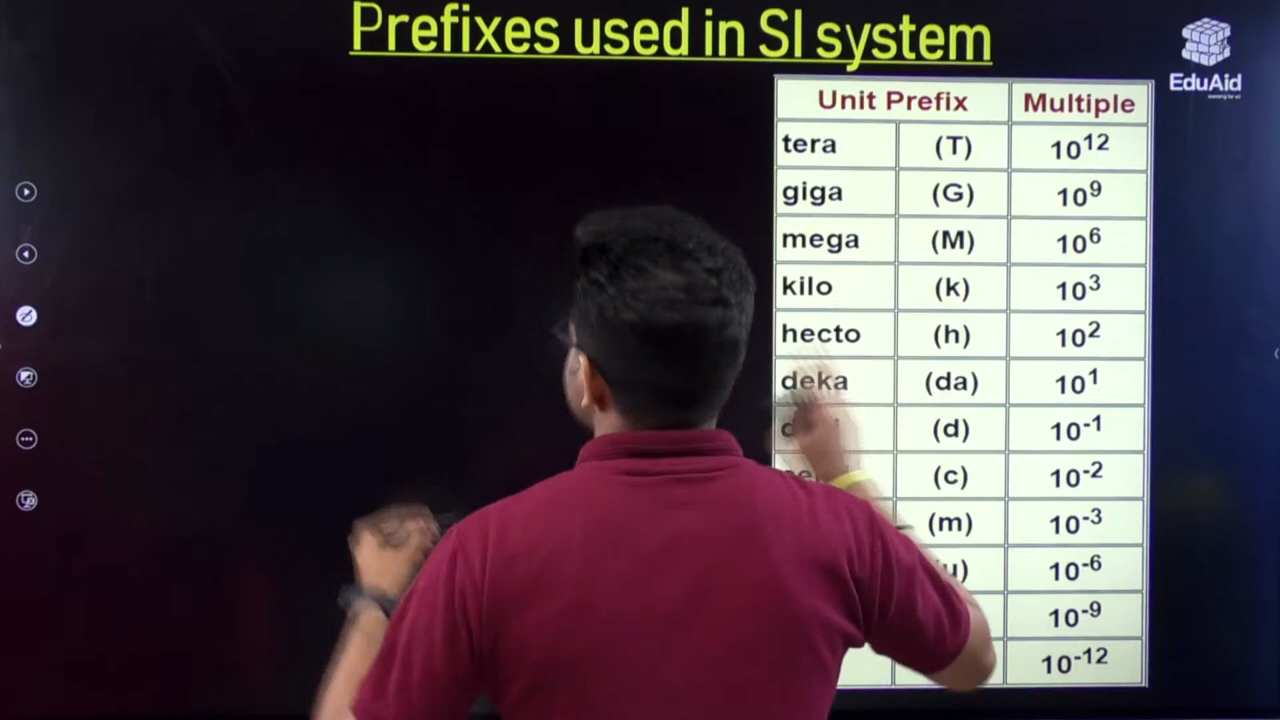 Prefixes used in SI system
EduAid
Unit Prefix Multiple
tera (T) 10¹²
giga (G) 10⁹
mega (M) 10⁶
kilo (k) 10³
hecto (h) 10²
deka (da) 10¹
(d) 10⁻¹
(c) 10⁻²
(m) 10⁻³
10⁻⁶
10⁻⁹
10⁻¹²